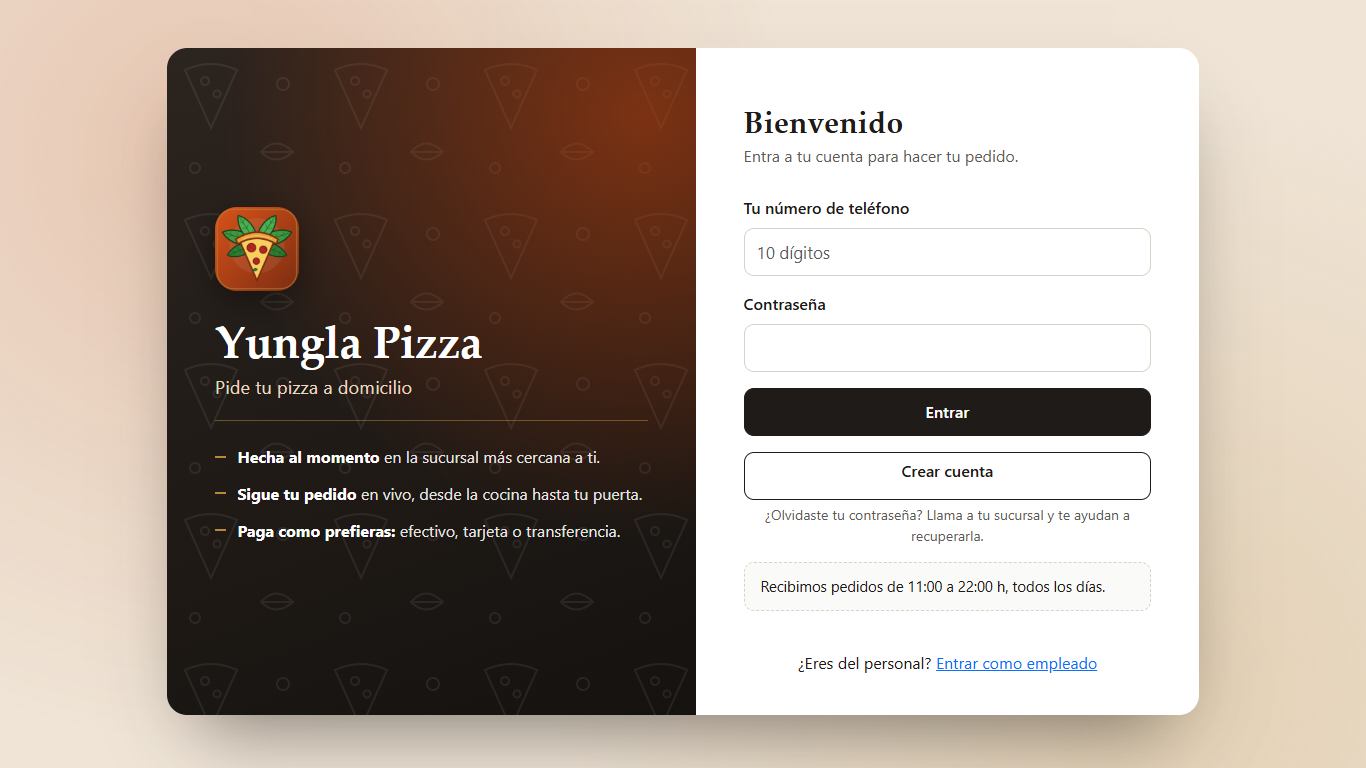 Yungla Pizza
Pide tu pizza a domicilio
Hecha al momento en la sucursal más cercana a ti.
Sigue tu pedido en vivo, desde la cocina hasta tu puerta.
Paga como prefieras: efectivo, tarjeta o transferencia.
Bienvenido
Entra a tu cuenta para hacer tu pedido.
Tu número de teléfono
10 dígitos
Contraseña
Entrar
Crear cuenta
¿Olvidaste tu contraseña? Llama a tu sucursal y te ayudan a
recuperarla.
Recibimos pedidos de 11:00 a 22:00 h, todos los días.
¿Eres del personal? Entrar como empleado